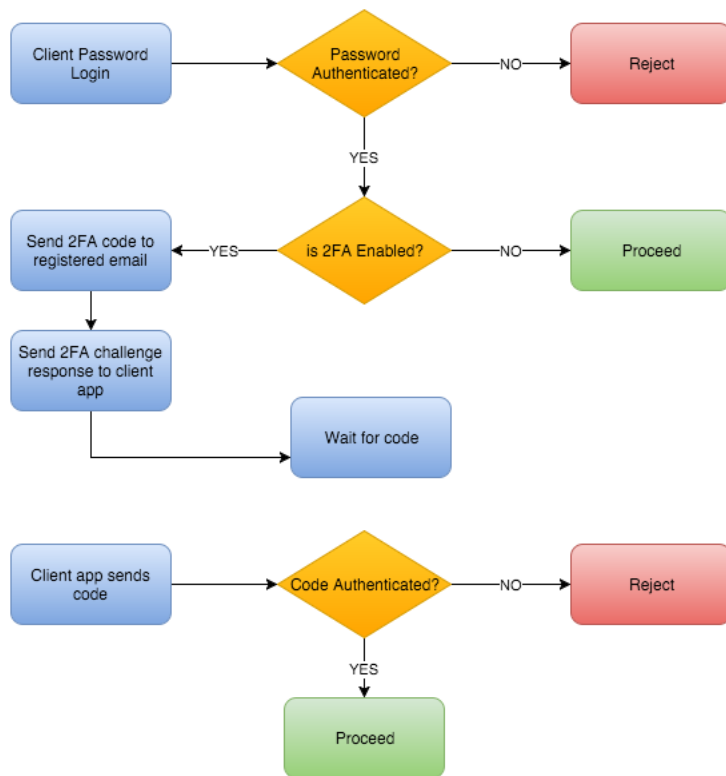 Client Password
Login
Password
Authenticated?
NO
Reject
YES
Send 2FA code to
registered email
YES
is 2FA Enabled?
NO
Proceed
Send 2FA challenge
response to client
app
Wait for code
Client app sends
code
Code Authenticated?
NO
Reject
YES
Proceed